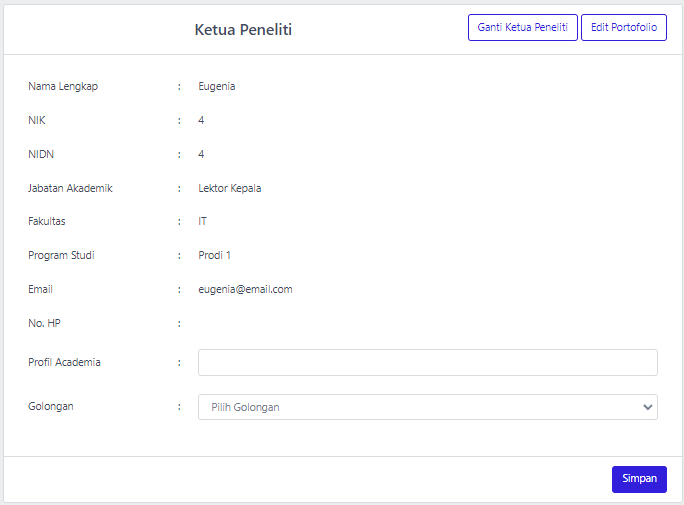 Ketua Peneliti
Ganti Ketua Peneliti
Edit Portofolio
Nama Lengkap : Eugenia
NIK : 4
NIDN : 4
Jabatan Akademik : Lektor Kepala
Fakultas : IT
Program Studi : Prodi 1
Email : eugenia@email.com
No. HP :
Profil Academia :
Golongan : Pilih Golongan
Simpan